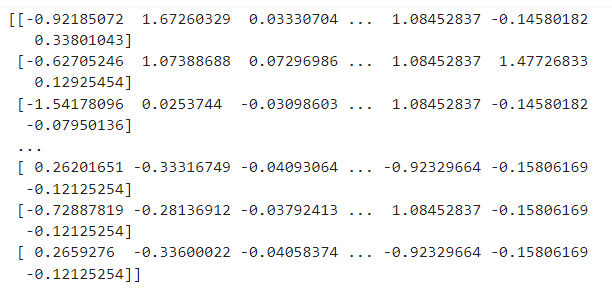 [[-0.92185072  1.67260329  0.03330704 ...  1.08452837 -0.14580182
   0.33801043]
 [-0.62705246  1.07388688  0.07296986 ...  1.08452837  1.47726833
   0.12925454]
 [-1.54178096  0.0253744  -0.03098603 ...  1.08452837 -0.14580182
  -0.07950136]
 ...
 [ 0.26201651 -0.33316749 -0.04093064 ... -0.92329664 -0.15806169
  -0.12125254]
 [-0.72887819 -0.28136912 -0.03792413 ...  1.08452837 -0.15806169
  -0.12125254]
 [ 0.2659276  -0.33600022 -0.04058374 ... -0.92329664 -0.15806169
  -0.12125254]]